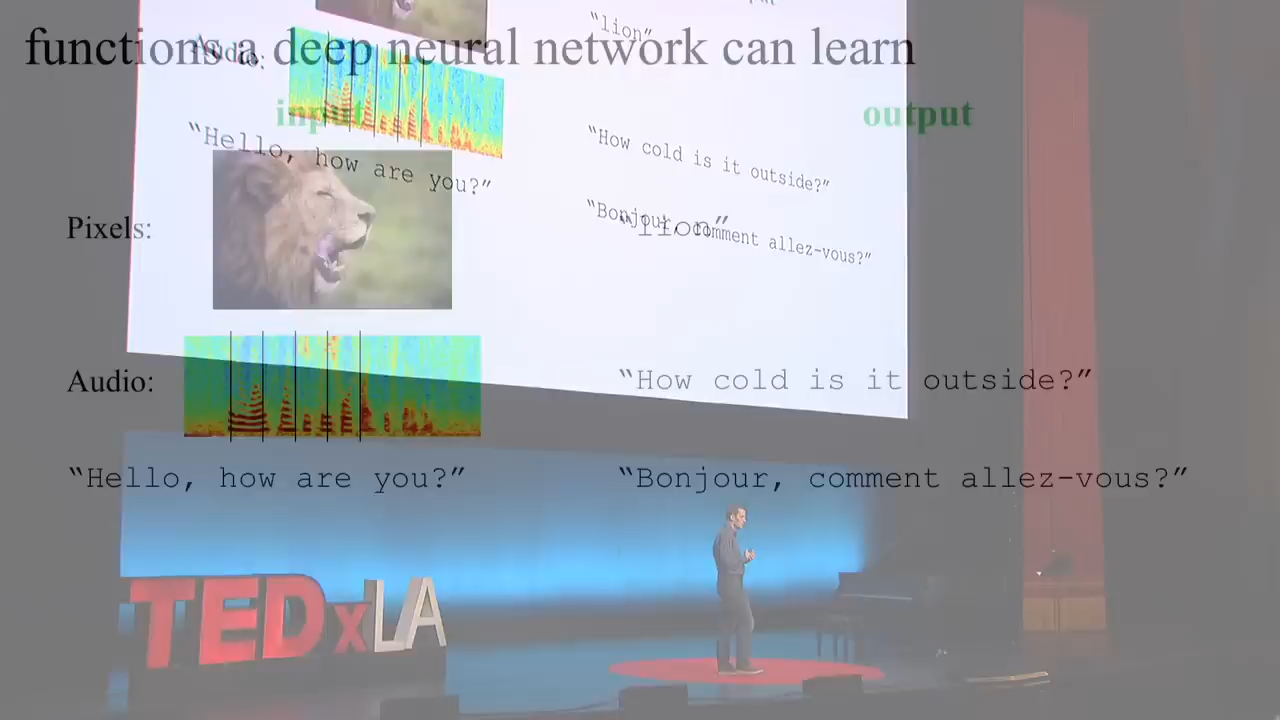 functions a deep neural network can learn
input output
Pixels: “lion”
Audio: “How cold is it outside?”
“Hello, how are you?” “Bonjour, comment allez-vous?”
“lion”
Audio:
“How cold is it outside?”
“Hello, how are you?”
“Bonjour, comment allez-vous?”
TEDxLA